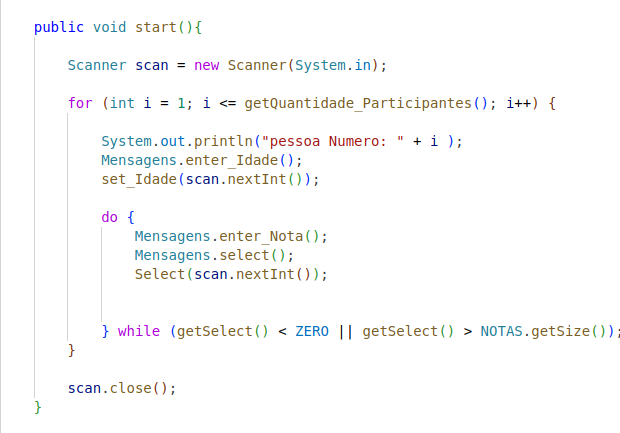 public void start(){
Scanner scan = new Scanner(System.in);
for (int i = 1; i <= getQuantidade_Participantes(); i++) {
System.out.println("pessoa Numero: " + i );
Mensagens.enter_Idade();
set_Idade(scan.nextInt());
do {
Mensagens.enter_Nota();
Mensagens.select();
Select(scan.nextInt());
} while (getSelect() < ZERO || getSelect() > NOTAS.getSize());
}
scan.close();
}